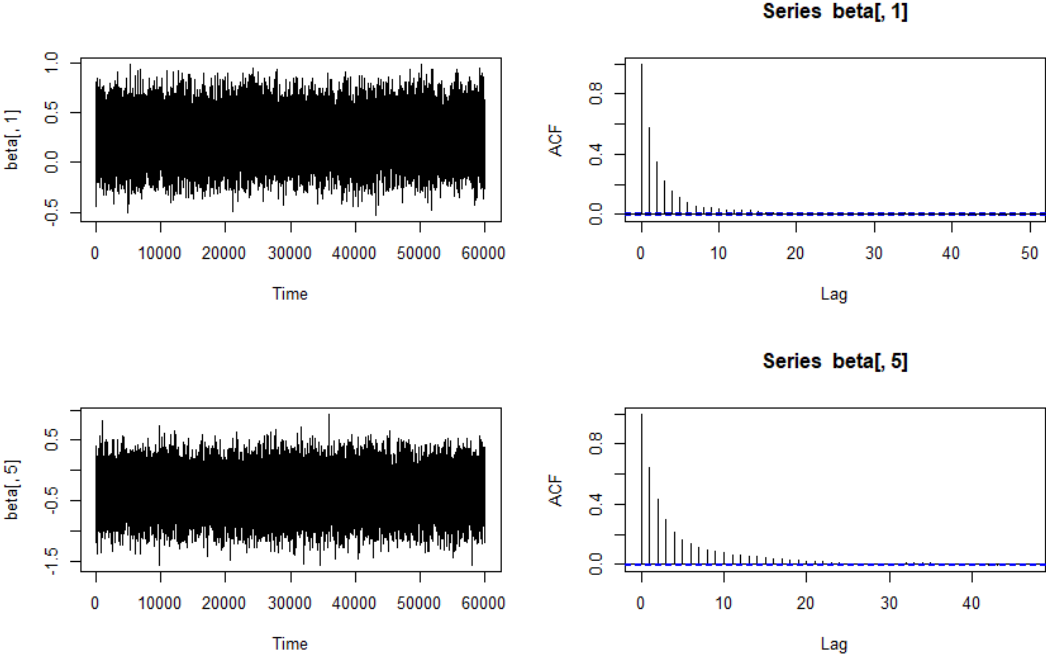 Series beta[, 1]
beta[, 1]
-0.5 0.0 0.5 1.0
0 10000 20000 30000 40000 50000 60000
Time
ACF
0.0 0.4 0.8
0 10 20 30 40 50
Lag
Series beta[, 5]
beta[, 5]
-1.5 -0.5 0.5
0 10000 20000 30000 40000 50000 60000
Time
ACF
0.0 0.4 0.8
0 10 20 30 40
Lag